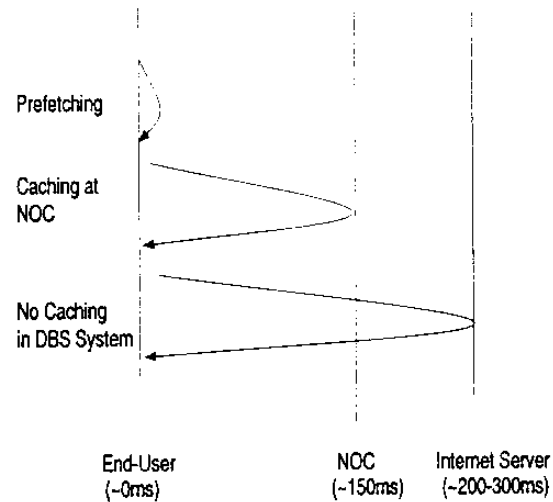 Prefetching
Caching at
NOC
No Caching
in DBS System
End-User
(~0ms)
NOC
(~150ms)
Internet Server
(~200-300ms)